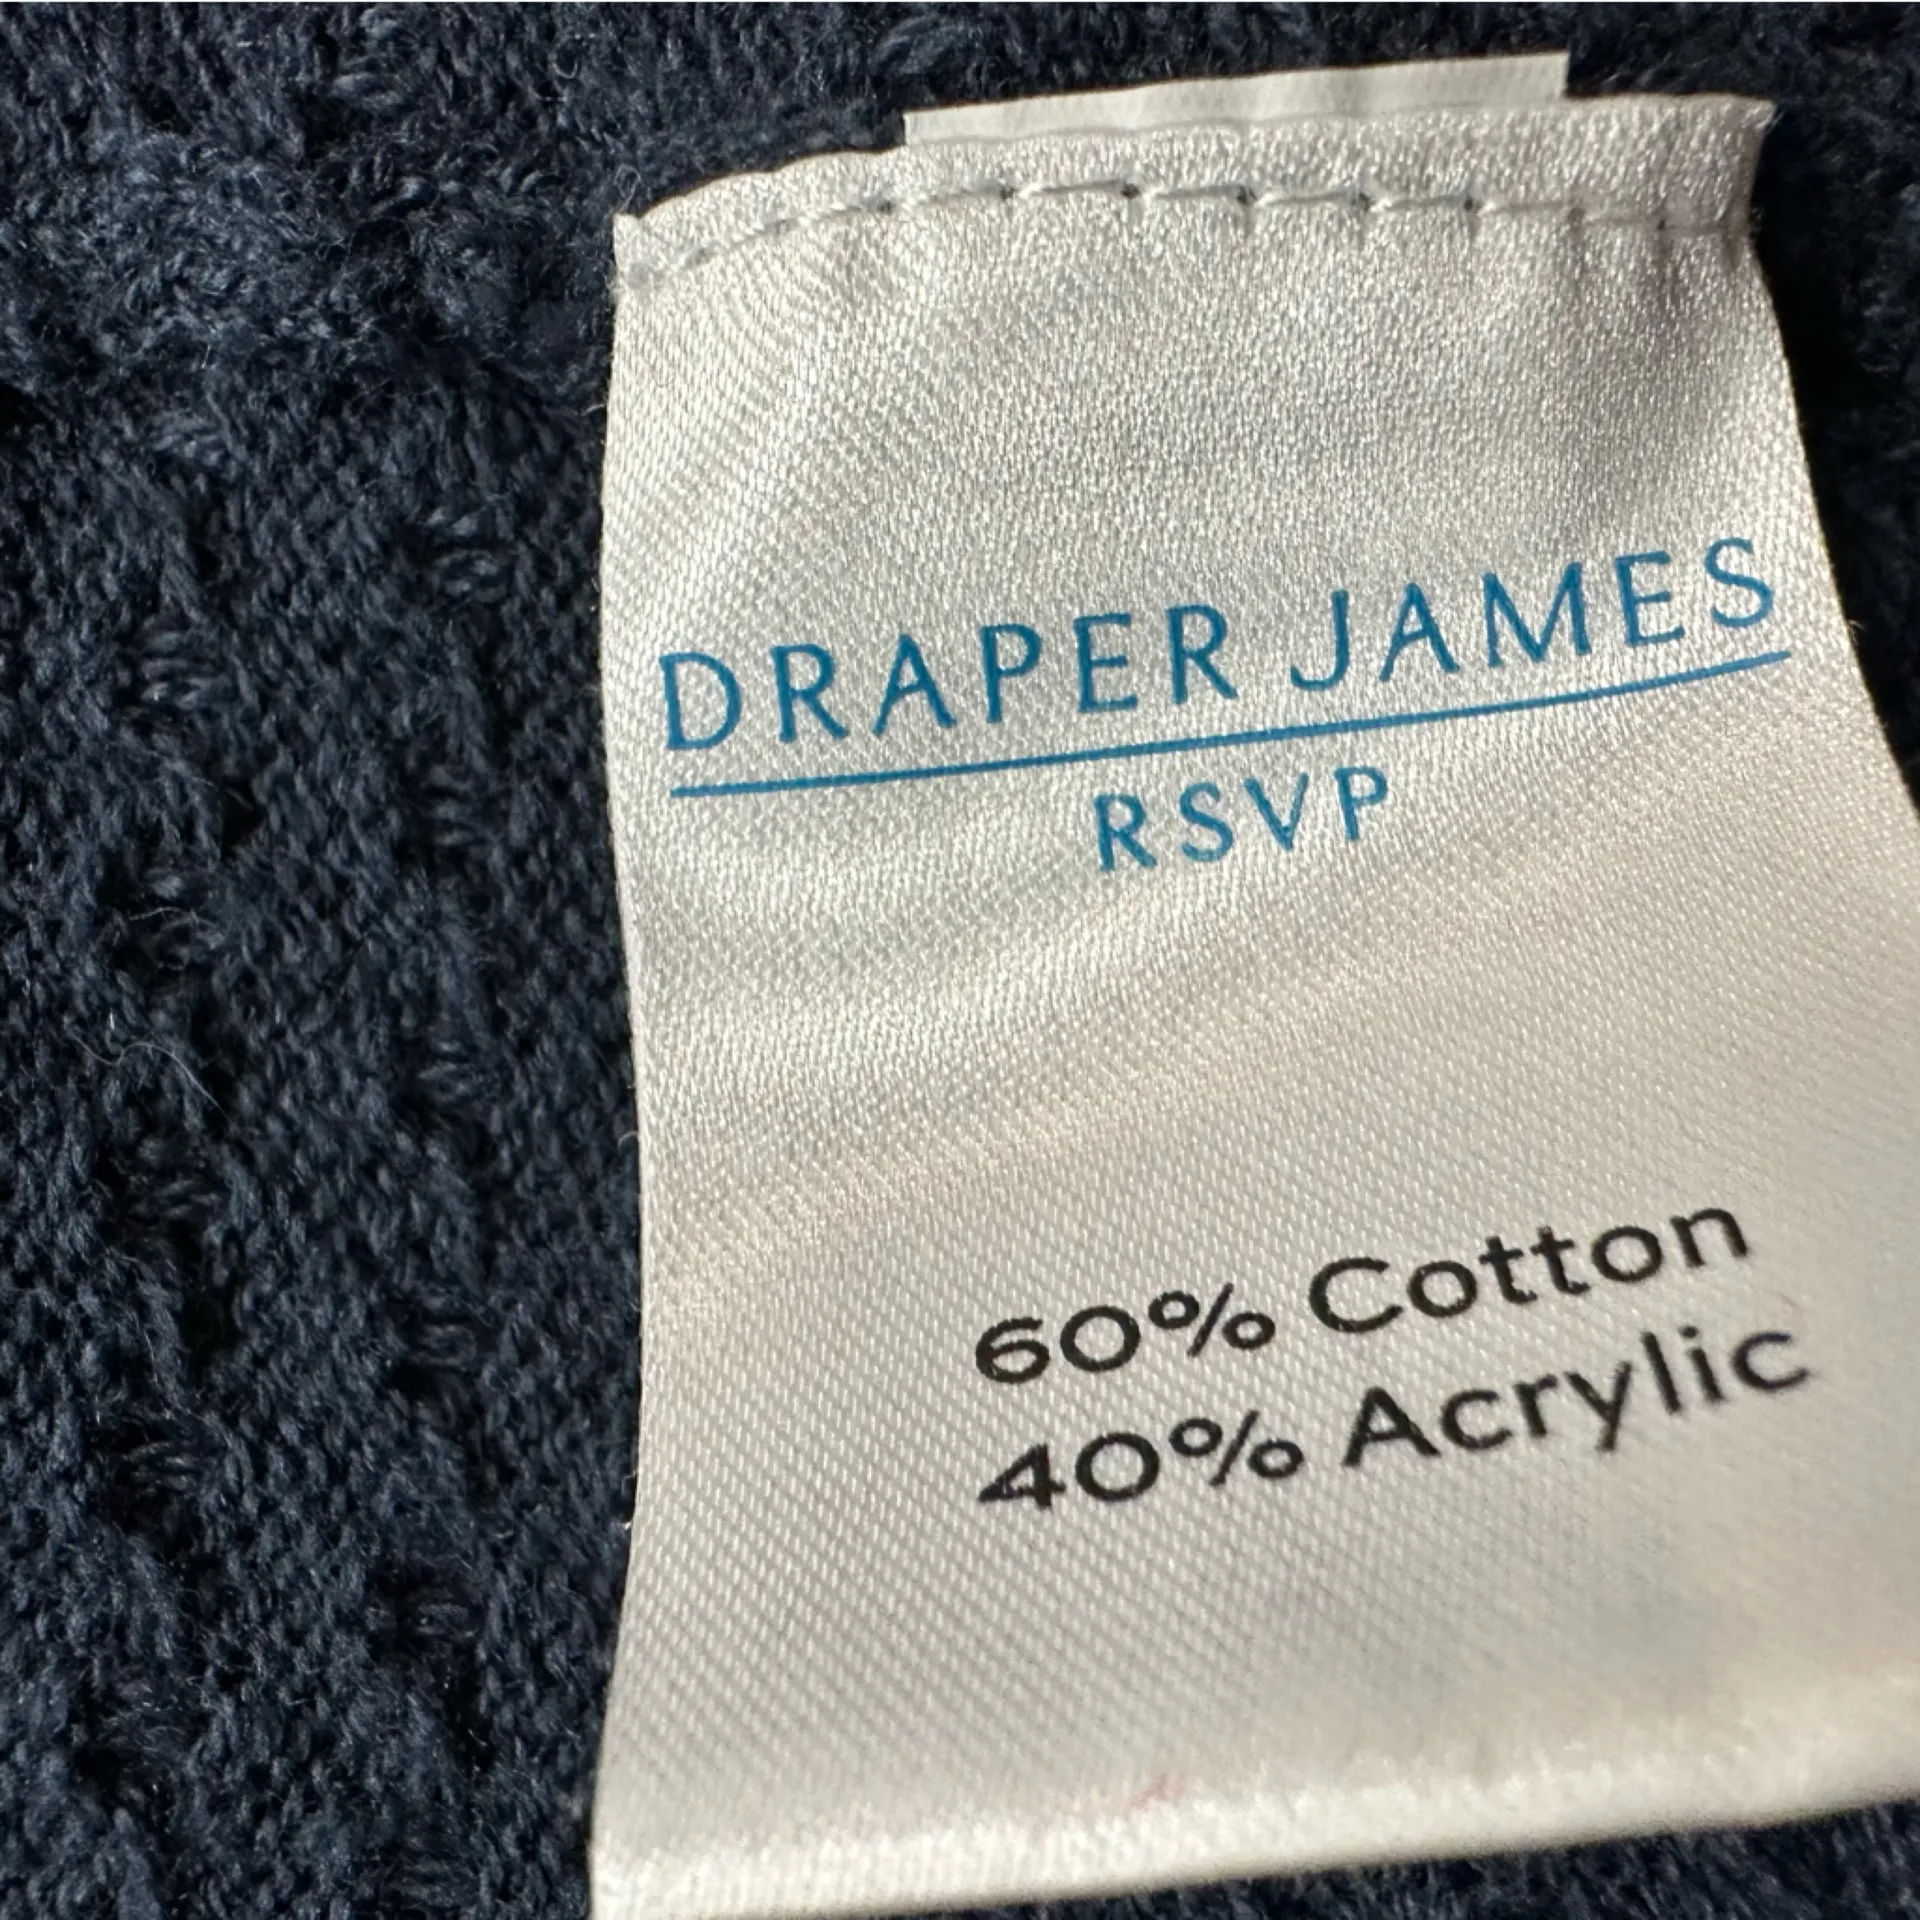 DRAPER JAMES
RSVP
60% Cotton
40% Acrylic